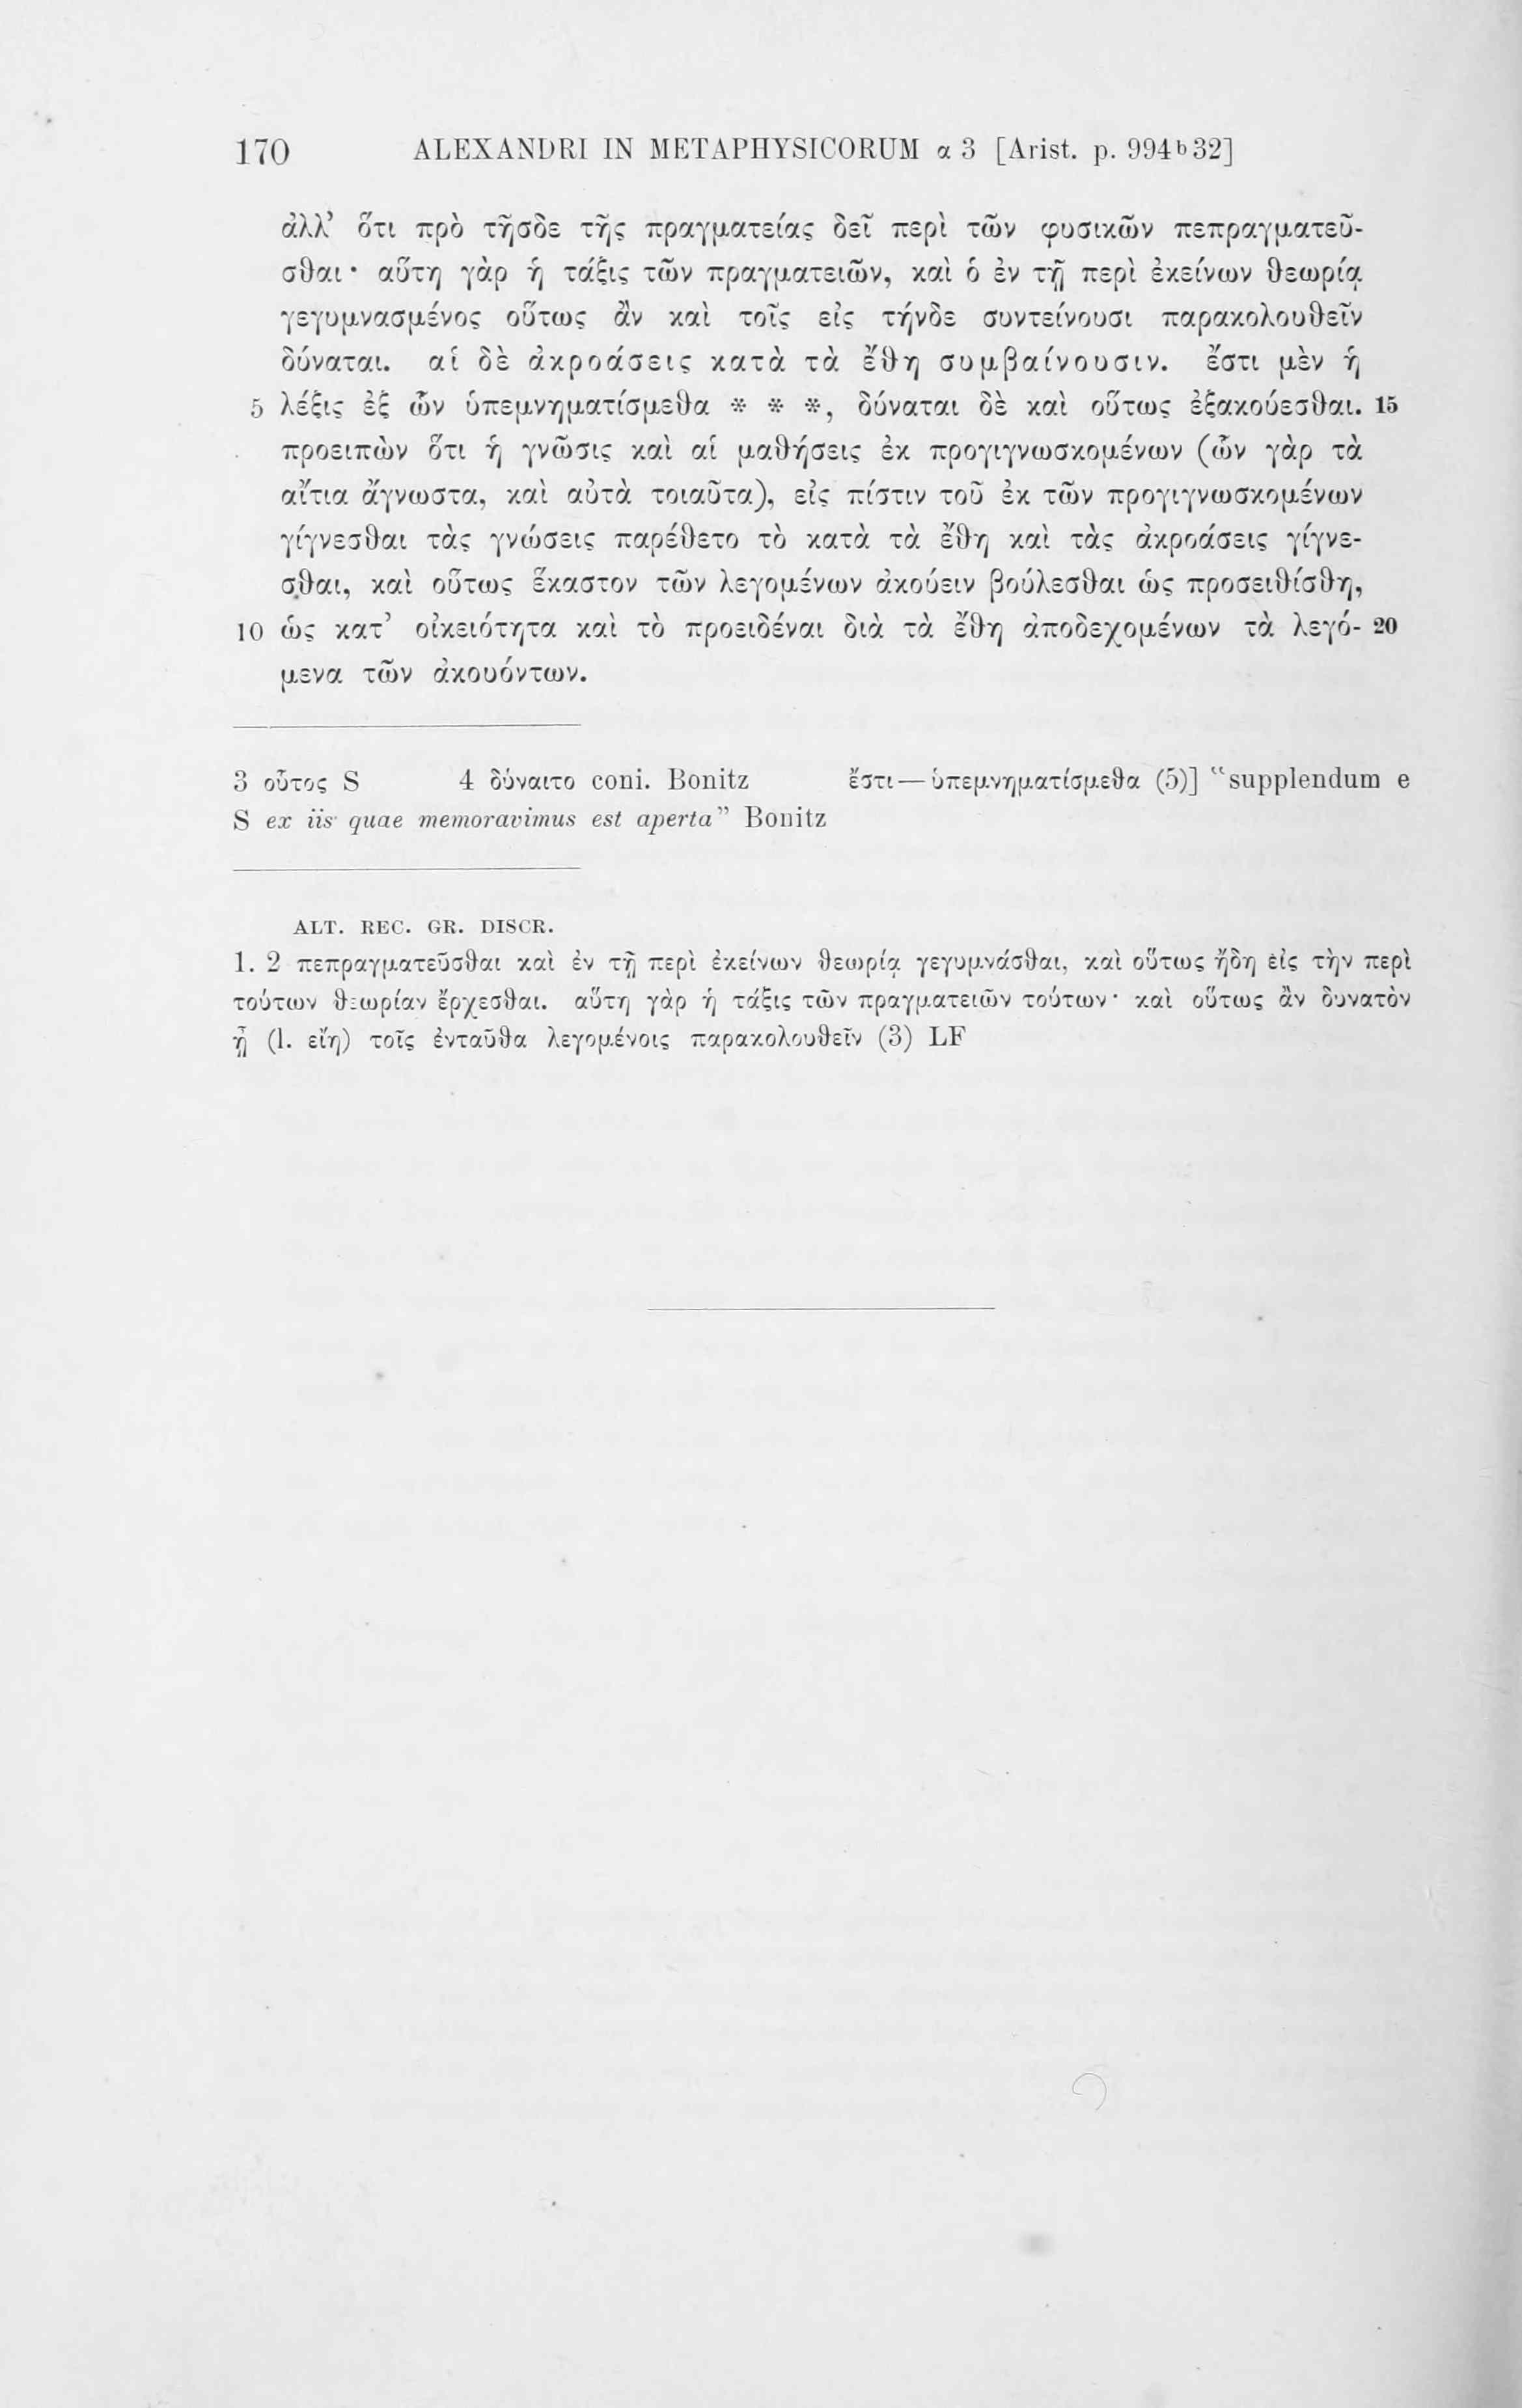 170 ALEXANDRI IN METAPHYSICORUM α 3 [Arist. p. 994ᵇ32]
ἀλλ’ ὅτι πρὸ τῆσδε τῆς πραγματείας δεῖ περὶ τῶν φυσικῶν πεπραγματεῦ-
σθαι· αὕτη γὰρ ἡ τάξις τῶν πραγματειῶν, καὶ ὁ ἐν τῇ περὶ ἐκείνων θεωρίᾳ
γεγυμνασμένος οὕτως ἂν καὶ τοῖς εἰς τήνδε συντείνουσι παρακολουθεῖν
δύναται. αἱ δὲ ἀκροάσεις κατὰ τὰ ἔθη συμβαίνουσιν. ἔστι μὲν ἡ
5 λέξις ἐξ ὧν ὑπεμνηματίσμεθα * * *, δύναται δὲ καὶ οὕτως ἐξακούεσθαι. 15
προειπὼν ὅτι ἡ γνῶσις καὶ αἱ μαθήσεις ἐκ προγιγνωσκομένων (ὧν γὰρ τὰ
αἴτια ἄγνωστα, καὶ αὐτὰ τοιαῦτα), εἰς πίστιν τοῦ ἐκ τῶν προγιγνωσκομένων
γίγνεσθαι τὰς γνώσεις παρέθετο τὸ κατὰ τὰ ἔθη καὶ τὰς ἀκροάσεις γίγνε-
σθαι, καὶ οὕτως ἕκαστον τῶν λεγομένων ἀκούειν βούλεσθαι ὡς προσειθίσθη,
10 ὡς κατ’ οἰκειότητα καὶ τὸ προειδέναι διὰ τὰ ἔθη ἀποδεχομένων τὰ λεγό- 20
μενα τῶν ἀκουόντων.
3 οὗτος S 4 δύναιτο coni. Bonitz ἔστι—ὑπεμνηματίσμεθα (5)] “supplendum e
S ex iis quae memoravimus est aperta” Bonitz
ALT. REC. GR. DISCR.
1. 2 πεπραγματεῦσθαι καὶ ἐν τῇ περὶ ἐκείνων θεωρίᾳ γεγυμνάσθαι, καὶ οὕτως ἤδη εἰς τὴν περὶ
τούτων θεωρίαν ἔρχεσθαι. αὕτη γὰρ ἡ τάξις τῶν πραγματειῶν τούτων· καὶ οὕτως ἂν δυνατὸν
ᾖ (l. εἴη) τοῖς ἐνταῦθα λεγομένοις παρακολουθεῖν (3) LF